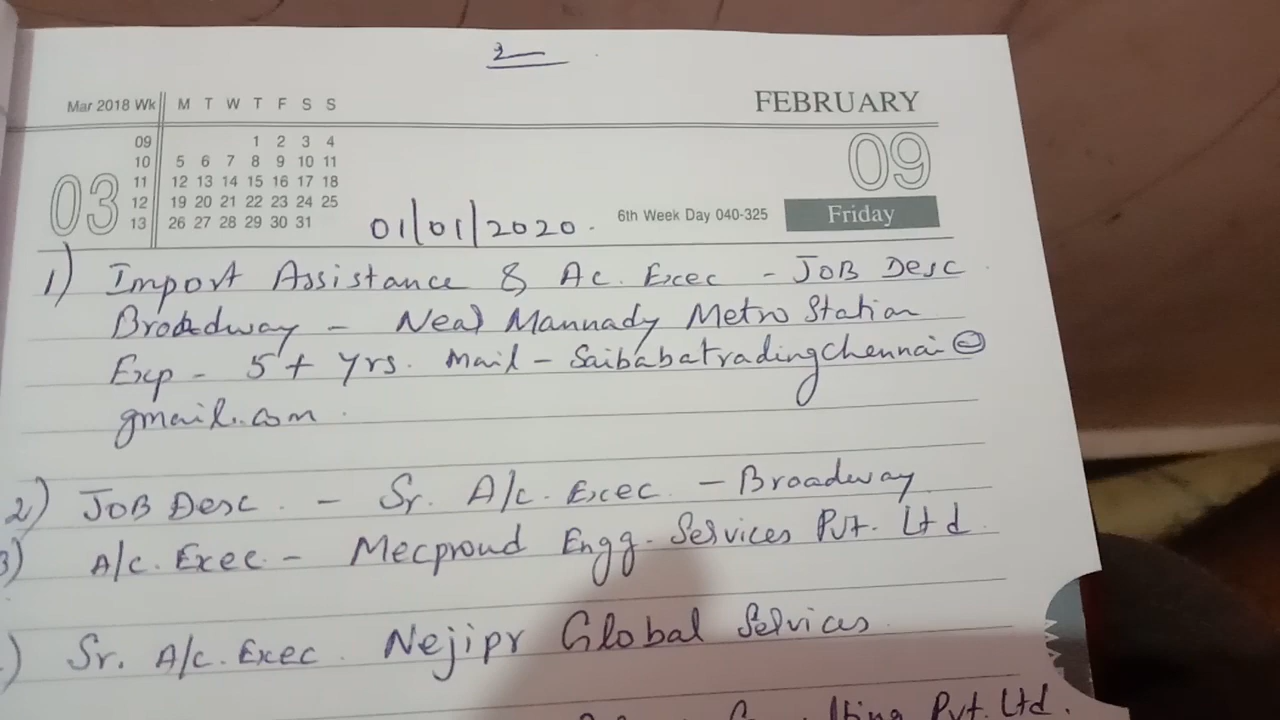 2
Mar 2018 Wk M T W T F S S
FEBRUARY
09 1 2 3 4
10 5 6 7 8 9 10 11
03 11 12 13 14 15 16 17 18
12 19 20 21 22 23 24 25
13 26 27 28 29 30 31
09
01/01/2020.
6th Week Day 040-325
Friday
1) Import Assistance & Ac. Exec - JOB Desc
Broadway - Near Mannady Metro Station
Exp - 5+ Yrs. Mail - Saibabatradingchennai@
gmail.com.
2) JOB Desc. - Sr. A/c. Exec. - Broadway
3) A/c. Exec. - Mecproud Engg. Services Pvt. Ltd.
) Sr. A/c. Exec. Nejipr Global Services.
Pvt. Ltd.